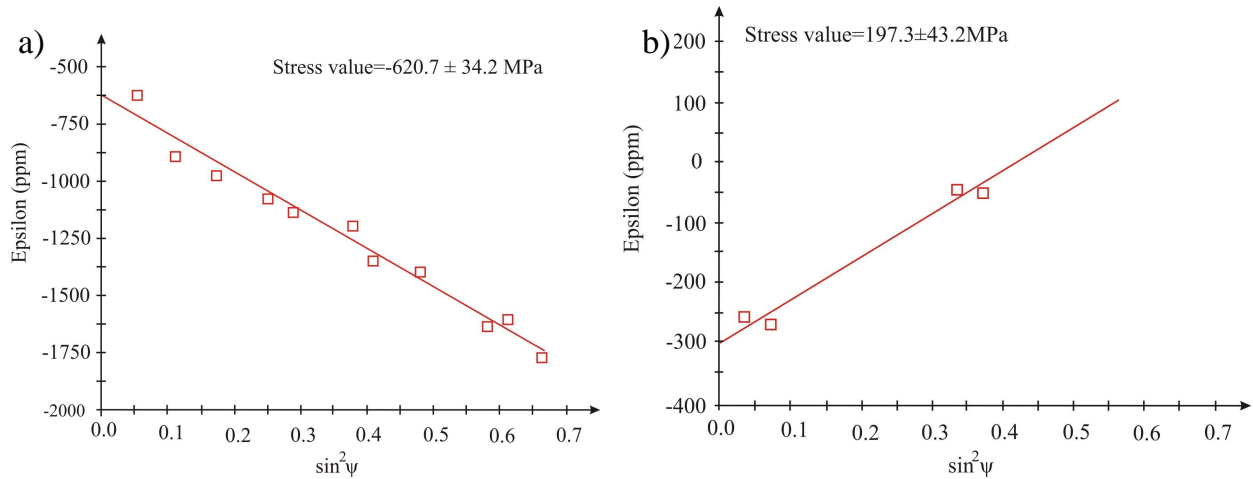 a)
Stress value=-620.7 ± 34.2 MPa
Epsilon (ppm)
-500
-750
-1000
-1250
-1500
-1750
-2000
0.0 0.1 0.2 0.3 0.4 0.5 0.6 0.7
sin²ψ
b)
Stress value=197.3±43.2MPa
Epsilon (ppm)
200
100
0
-100
-200
-300
-400
0.0 0.1 0.2 0.3 0.4 0.5 0.6 0.7
sin²ψ